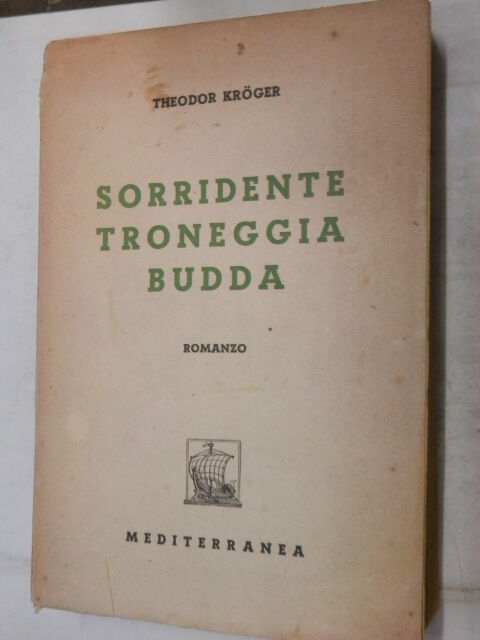 THEODOR KRÖGER
SORRIDENTE
TRONEGGIA
BUDDA
ROMANZO
MEDITERRANEA